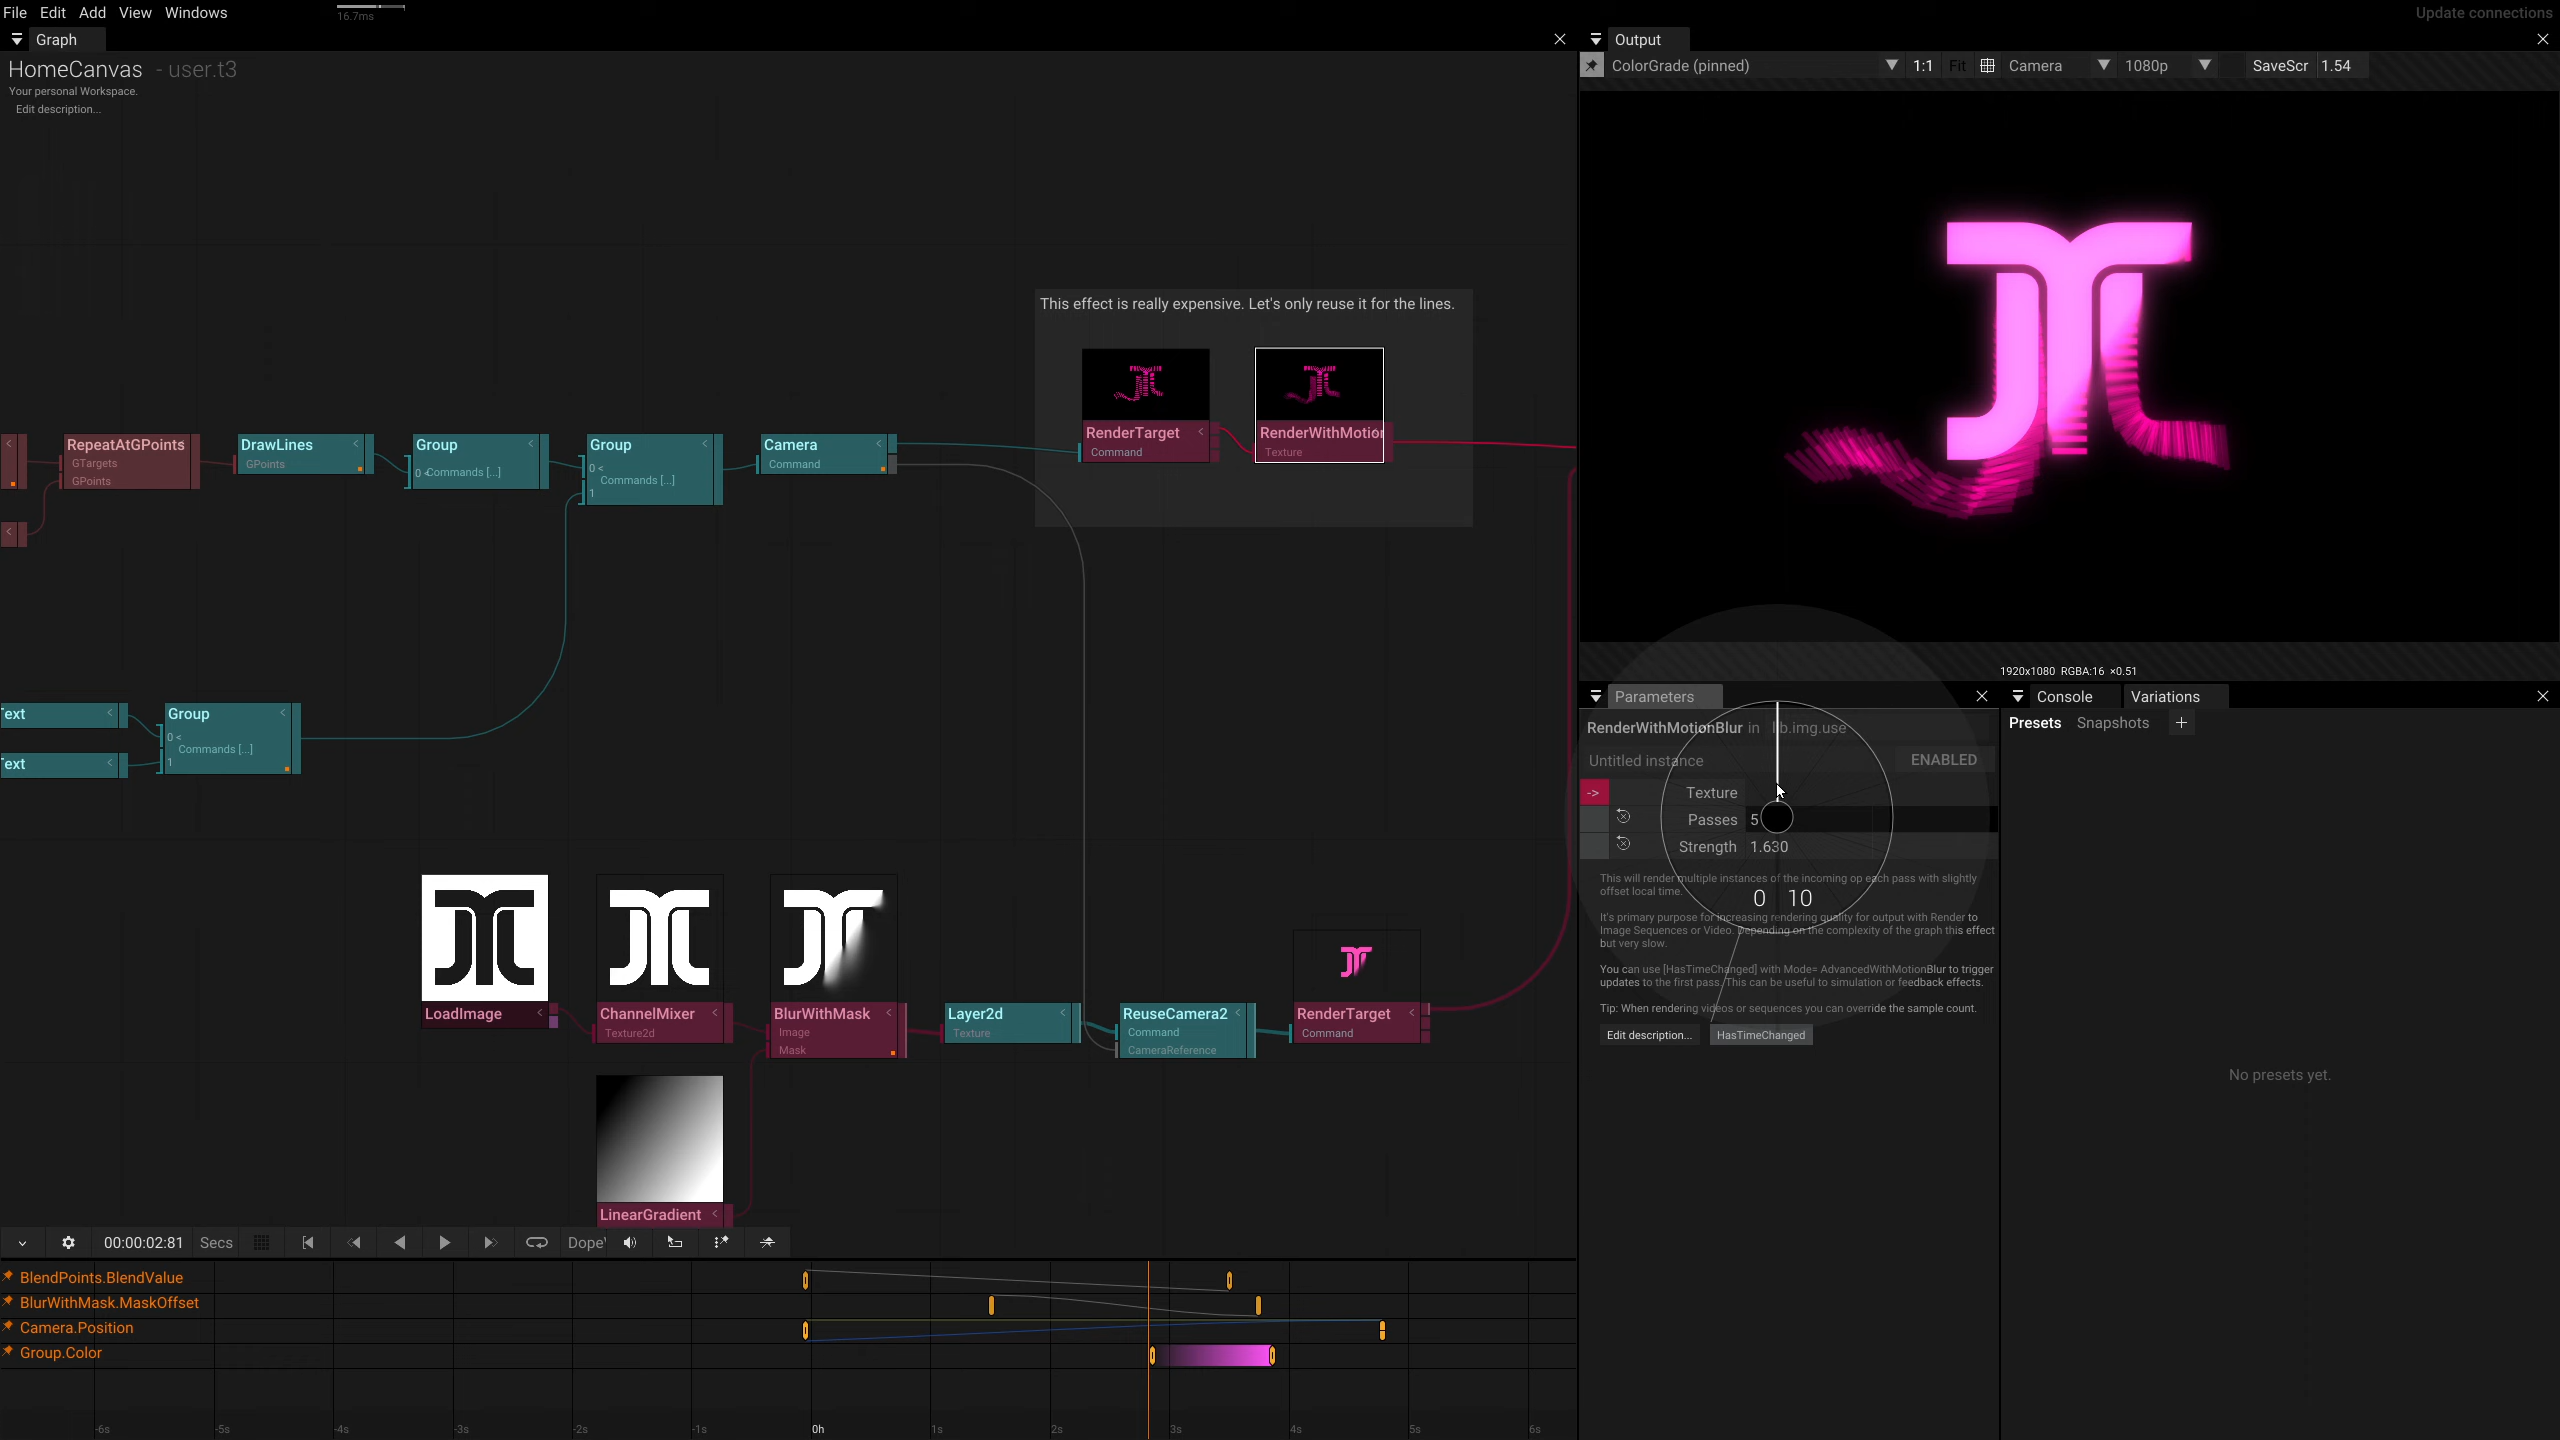 File Edit Add View Windows
16.7ms
Update connections
Graph
HomeCanvas - user.t3
Your personal Workspace.
Edit description...
This effect is really expensive. Let's only reuse it for the lines.
RenderTarget
Command
RenderWithMotion
Texture
RepeatAtGPoints
GTargets
GPoints
DrawLines
GPoints
Group
0 < Commands [...]
Group
0 <
Commands [...]
1
Camera
Command
Text
Text
Group
0 <
Commands [...]
1
LoadImage
ChannelMixer
Texture2d
BlurWithMask
Image
Mask
Layer2d
Texture
ReuseCamera2
Command
CameraReference
RenderTarget
Command
LinearGradient
00:00:02:81 Secs
Dope
BlendPoints.BlendValue
BlurWithMask.MaskOffset
Camera.Position
Group.Color
-6s -5s -4s -3s -2s -1s 0h 1s 2s 3s 4s 5s 6s
Output
ColorGrade (pinned) 1:1 Fit Camera 1080p SaveScr 1.54
1920x1080 RGBA:16 ×0.51
Parameters
RenderWithMotionBlur in lib.img.use
Untitled instance ENABLED
-> Texture
Passes 5
Strength 1.630
0 10
This will render multiple instances of the incoming op each pass with slightly
offset local time.
It's primary purpose for increasing rendering quality for output with Render to
Image Sequences or Video. Depending on the complexity of the graph this effect
but very slow.
You can use [HasTimeChanged] with Mode= AdvancedWithMotionBlur to trigger
updates to the first pass. This can be useful to simulation or feedback effects.
Tip: When rendering videos or sequences you can override the sample count.
Edit description... HasTimeChanged
Console Variations
Presets Snapshots +
No presets yet.